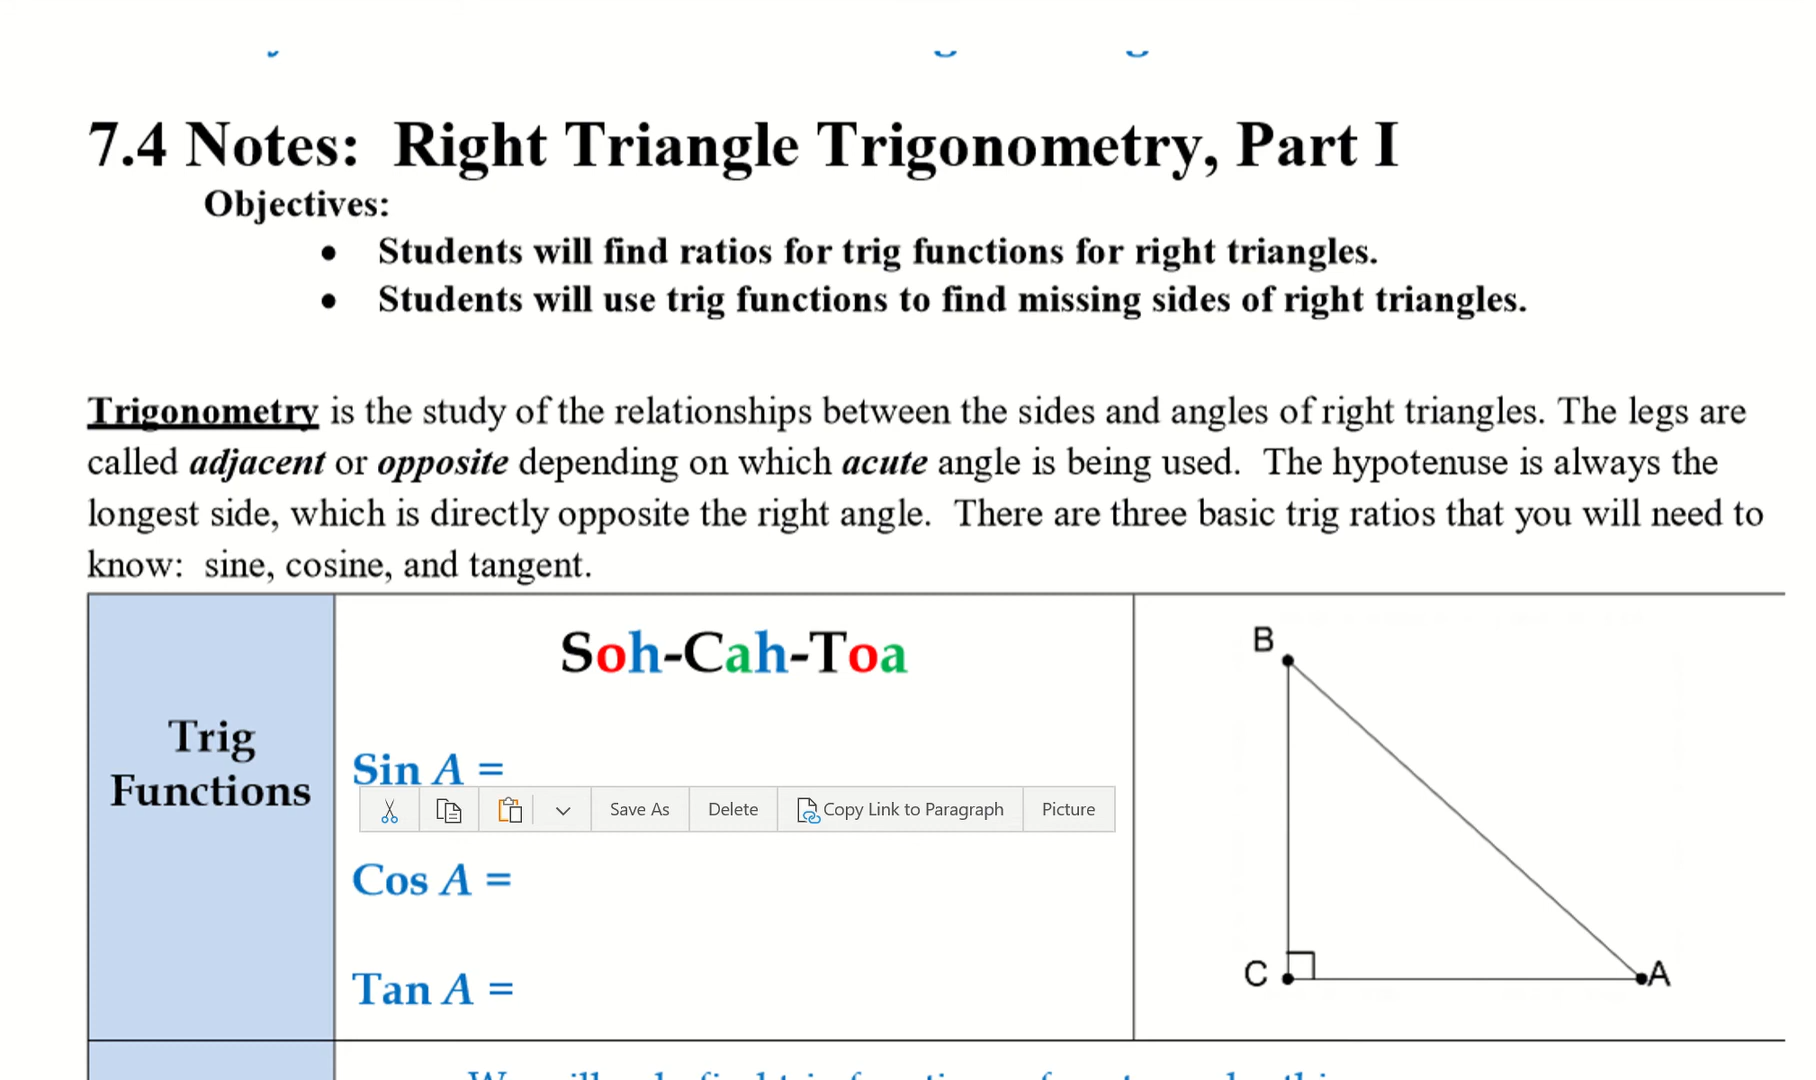 7.4 Notes: Right Triangle Trigonometry, Part I
Objectives:
• Students will find ratios for trig functions for right triangles.
• Students will use trig functions to find missing sides of right triangles.
Trigonometry is the study of the relationships between the sides and angles of right triangles. The legs are
called adjacent or opposite depending on which acute angle is being used. The hypotenuse is always the
longest side, which is directly opposite the right angle. There are three basic trig ratios that you will need to
know: sine, cosine, and tangent.
Trig
Functions
Soh-Cah-Toa
Sin A =
Save As Delete Copy Link to Paragraph Picture
Cos A =
Tan A =
B
C
A